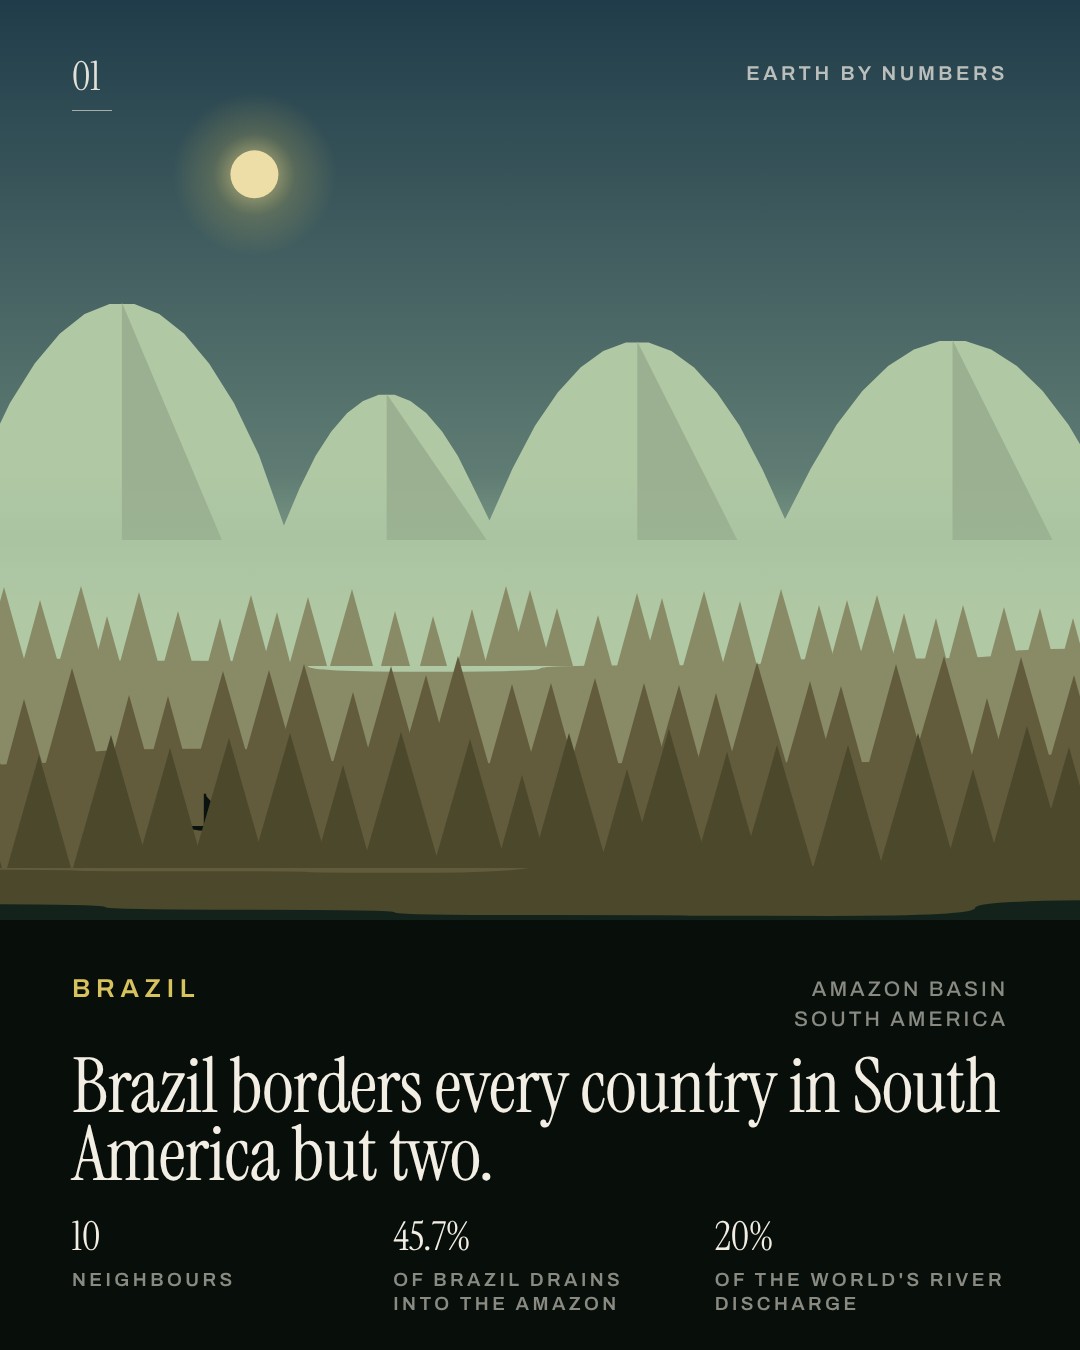 01
EARTH BY NUMBERS
BRAZIL
AMAZON BASIN
SOUTH AMERICA
Brazil borders every country in South
America but two.
10
NEIGHBOURS
45.7%
OF BRAZIL DRAINS
INTO THE AMAZON
20%
OF THE WORLD'S RIVER
DISCHARGE